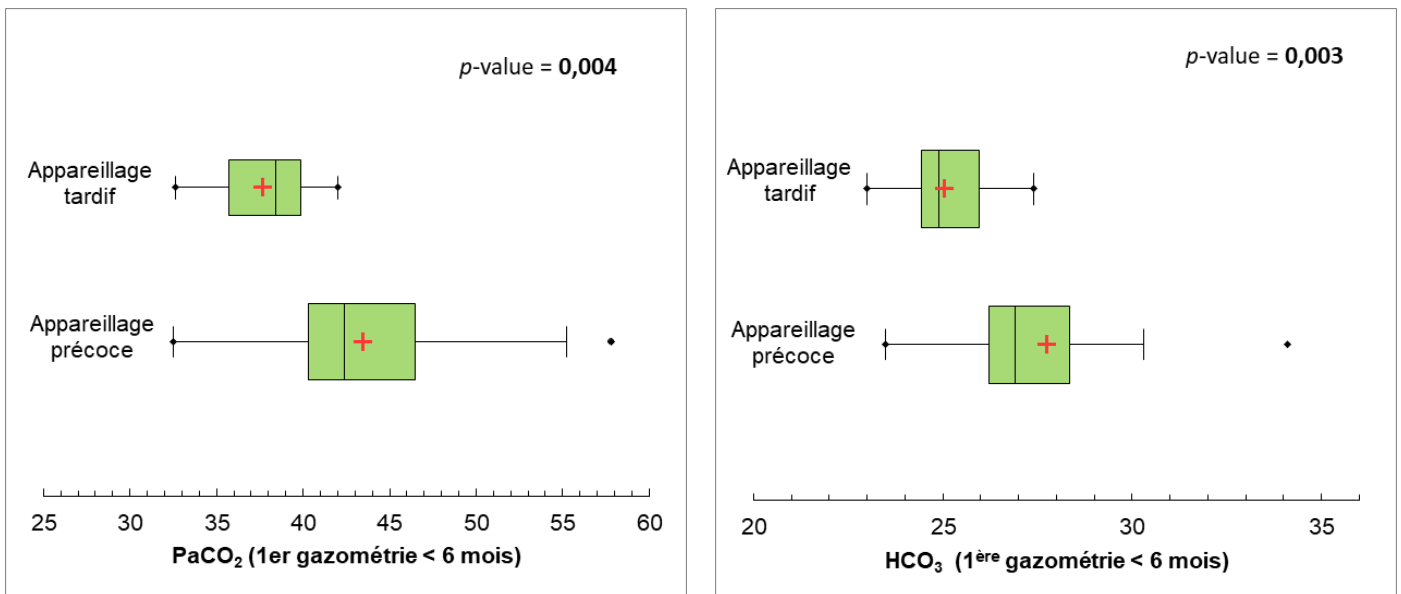 p-value = 0,004
Appareillage
tardif
Appareillage
précoce
25 30 35 40 45 50 55 60
PaCO₂ (1er gazométrie < 6 mois)
p-value = 0,003
Appareillage
tardif
Appareillage
précoce
20 25 30 35
HCO₃ (1ère gazométrie < 6 mois)